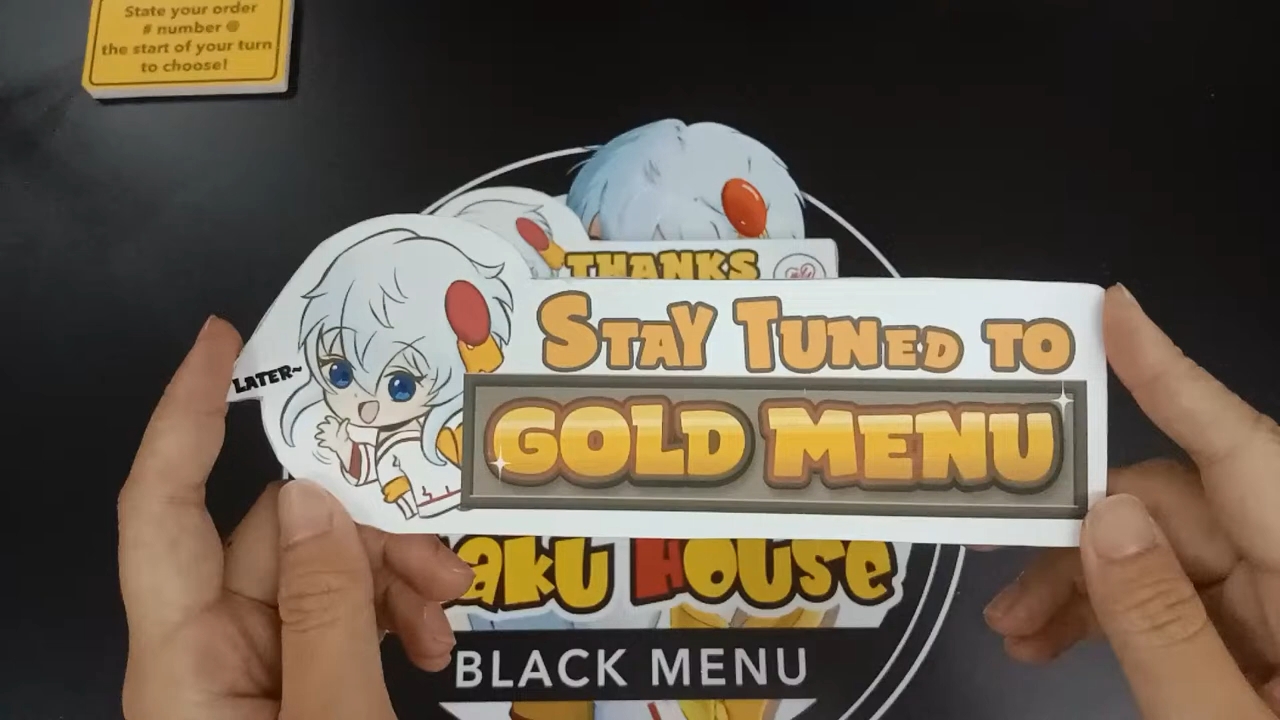 State your order
# number @
the start of your turn
to choose!
THANKS
STAY TUNED TO
LATER~
GOLD MENU
House
BLACK MENU